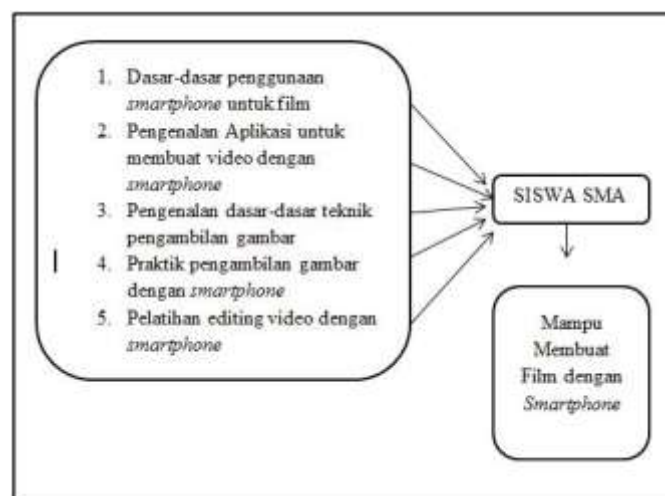 1. Dasar-dasar penggunaan
smartphone untuk film
2. Pengenalan Aplikasi untuk
membuat video dengan
smartphone
3. Pengenalan dasar-dasar teknik
pengambilan gambar
4. Praktik pengambilan gambar
dengan smartphone
5. Pelatihan editing video dengan
smartphone
SISWA SMA
Mampu
Membuat
Film dengan
Smartphone